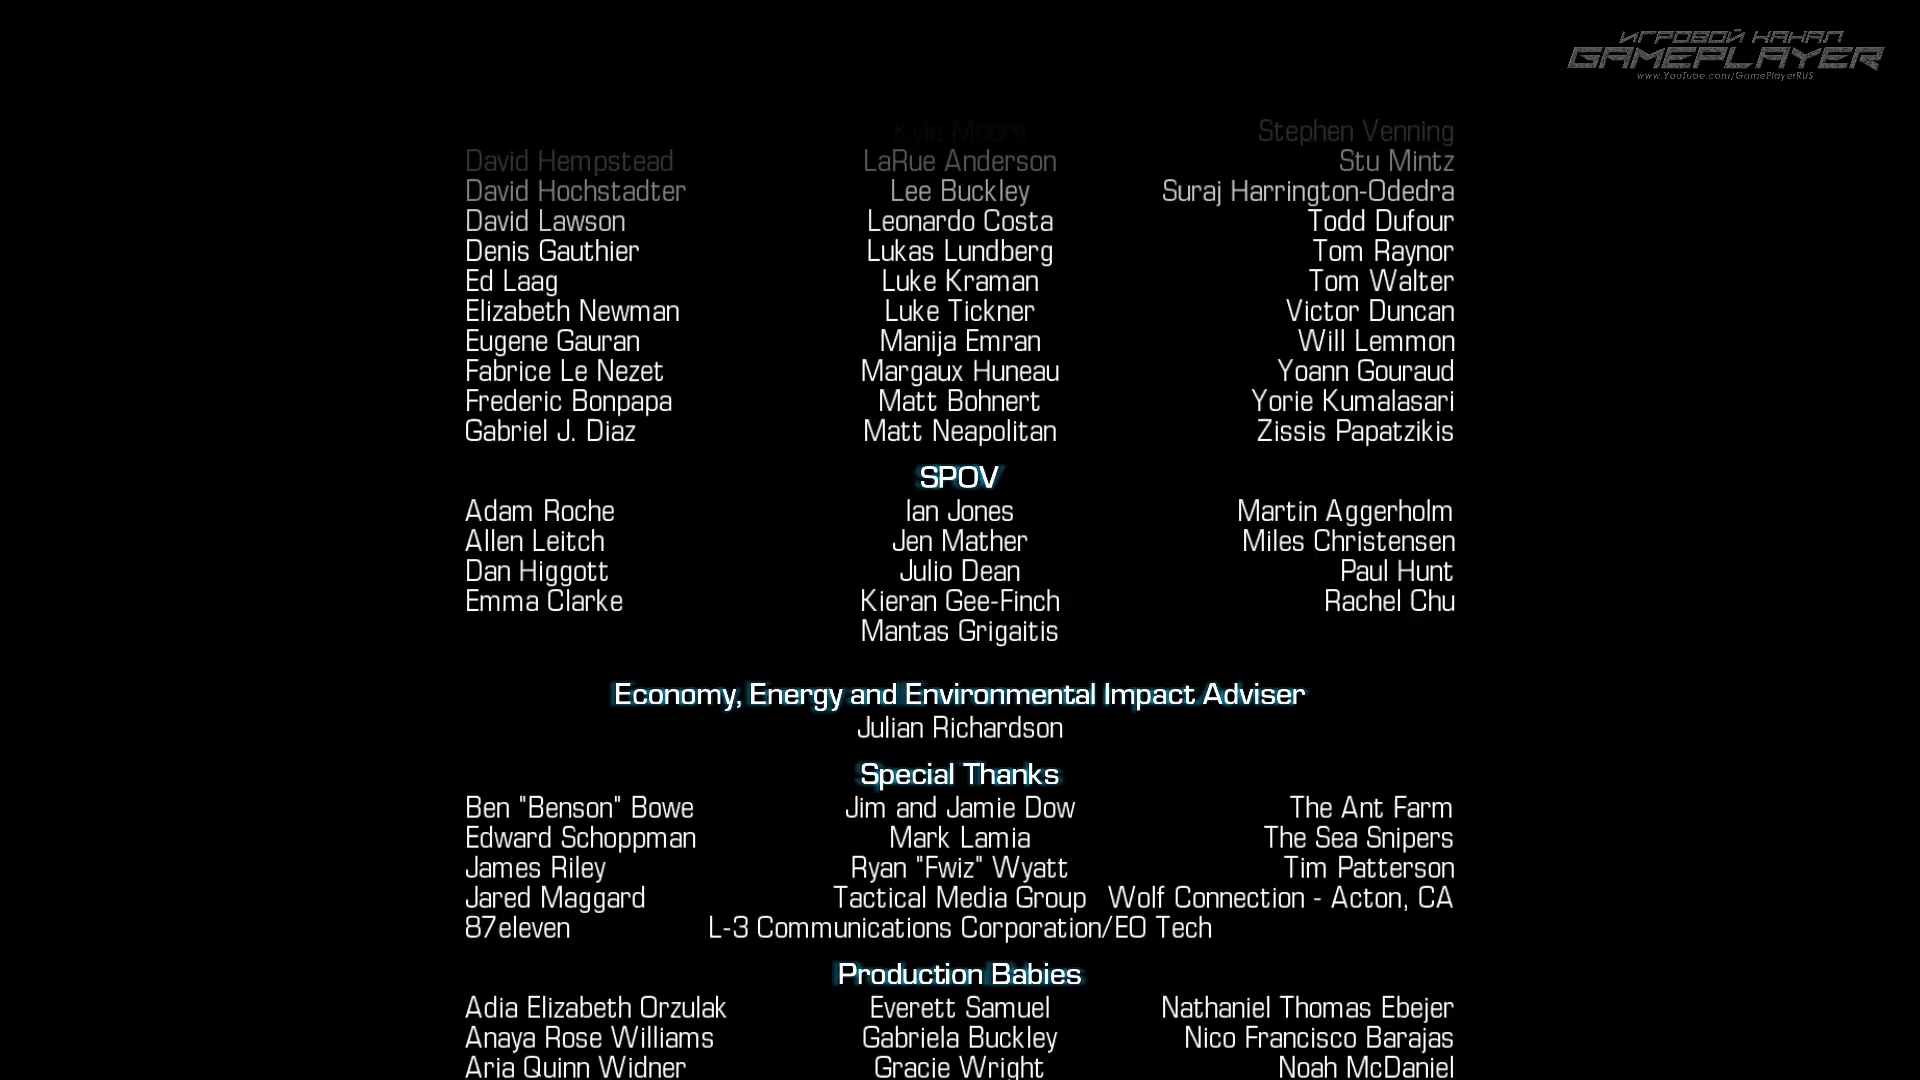 ИГРОВОЙ КАНАЛ
GAMEPLAYER
www.YouTube.com/GamePlayerRUS
Kyle Moore Stephen Venning
David Hempstead LaRue Anderson Stu Mintz
David Hochstadter Lee Buckley Suraj Harrington-Odedra
David Lawson Leonardo Costa Todd Dufour
Denis Gauthier Lukas Lundberg Tom Raynor
Ed Laag Luke Kraman Tom Walter
Elizabeth Newman Luke Tickner Victor Duncan
Eugene Gauran Manija Emran Will Lemmon
Fabrice Le Nezet Margaux Huneau Yoann Gouraud
Frederic Bonpapa Matt Bohnert Yorie Kumalasari
Gabriel J. Diaz Matt Neapolitan Zissis Papatzikis
SPOV
Adam Roche Ian Jones Martin Aggerholm
Allen Leitch Jen Mather Miles Christensen
Dan Higgott Julio Dean Paul Hunt
Emma Clarke Kieran Gee-Finch Rachel Chu
Mantas Grigaitis
Economy, Energy and Environmental Impact Adviser
Julian Richardson
Special Thanks
Ben "Benson" Bowe Jim and Jamie Dow The Ant Farm
Edward Schoppman Mark Lamia The Sea Snipers
James Riley Ryan "Fwiz" Wyatt Tim Patterson
Jared Maggard Tactical Media Group Wolf Connection - Acton, CA
87eleven L-3 Communications Corporation/EO Tech
Production Babies
Adia Elizabeth Orzulak Everett Samuel Nathaniel Thomas Ebejer
Anaya Rose Williams Gabriela Buckley Nico Francisco Barajas
Aria Quinn Widner Gracie Wright Noah McDaniel